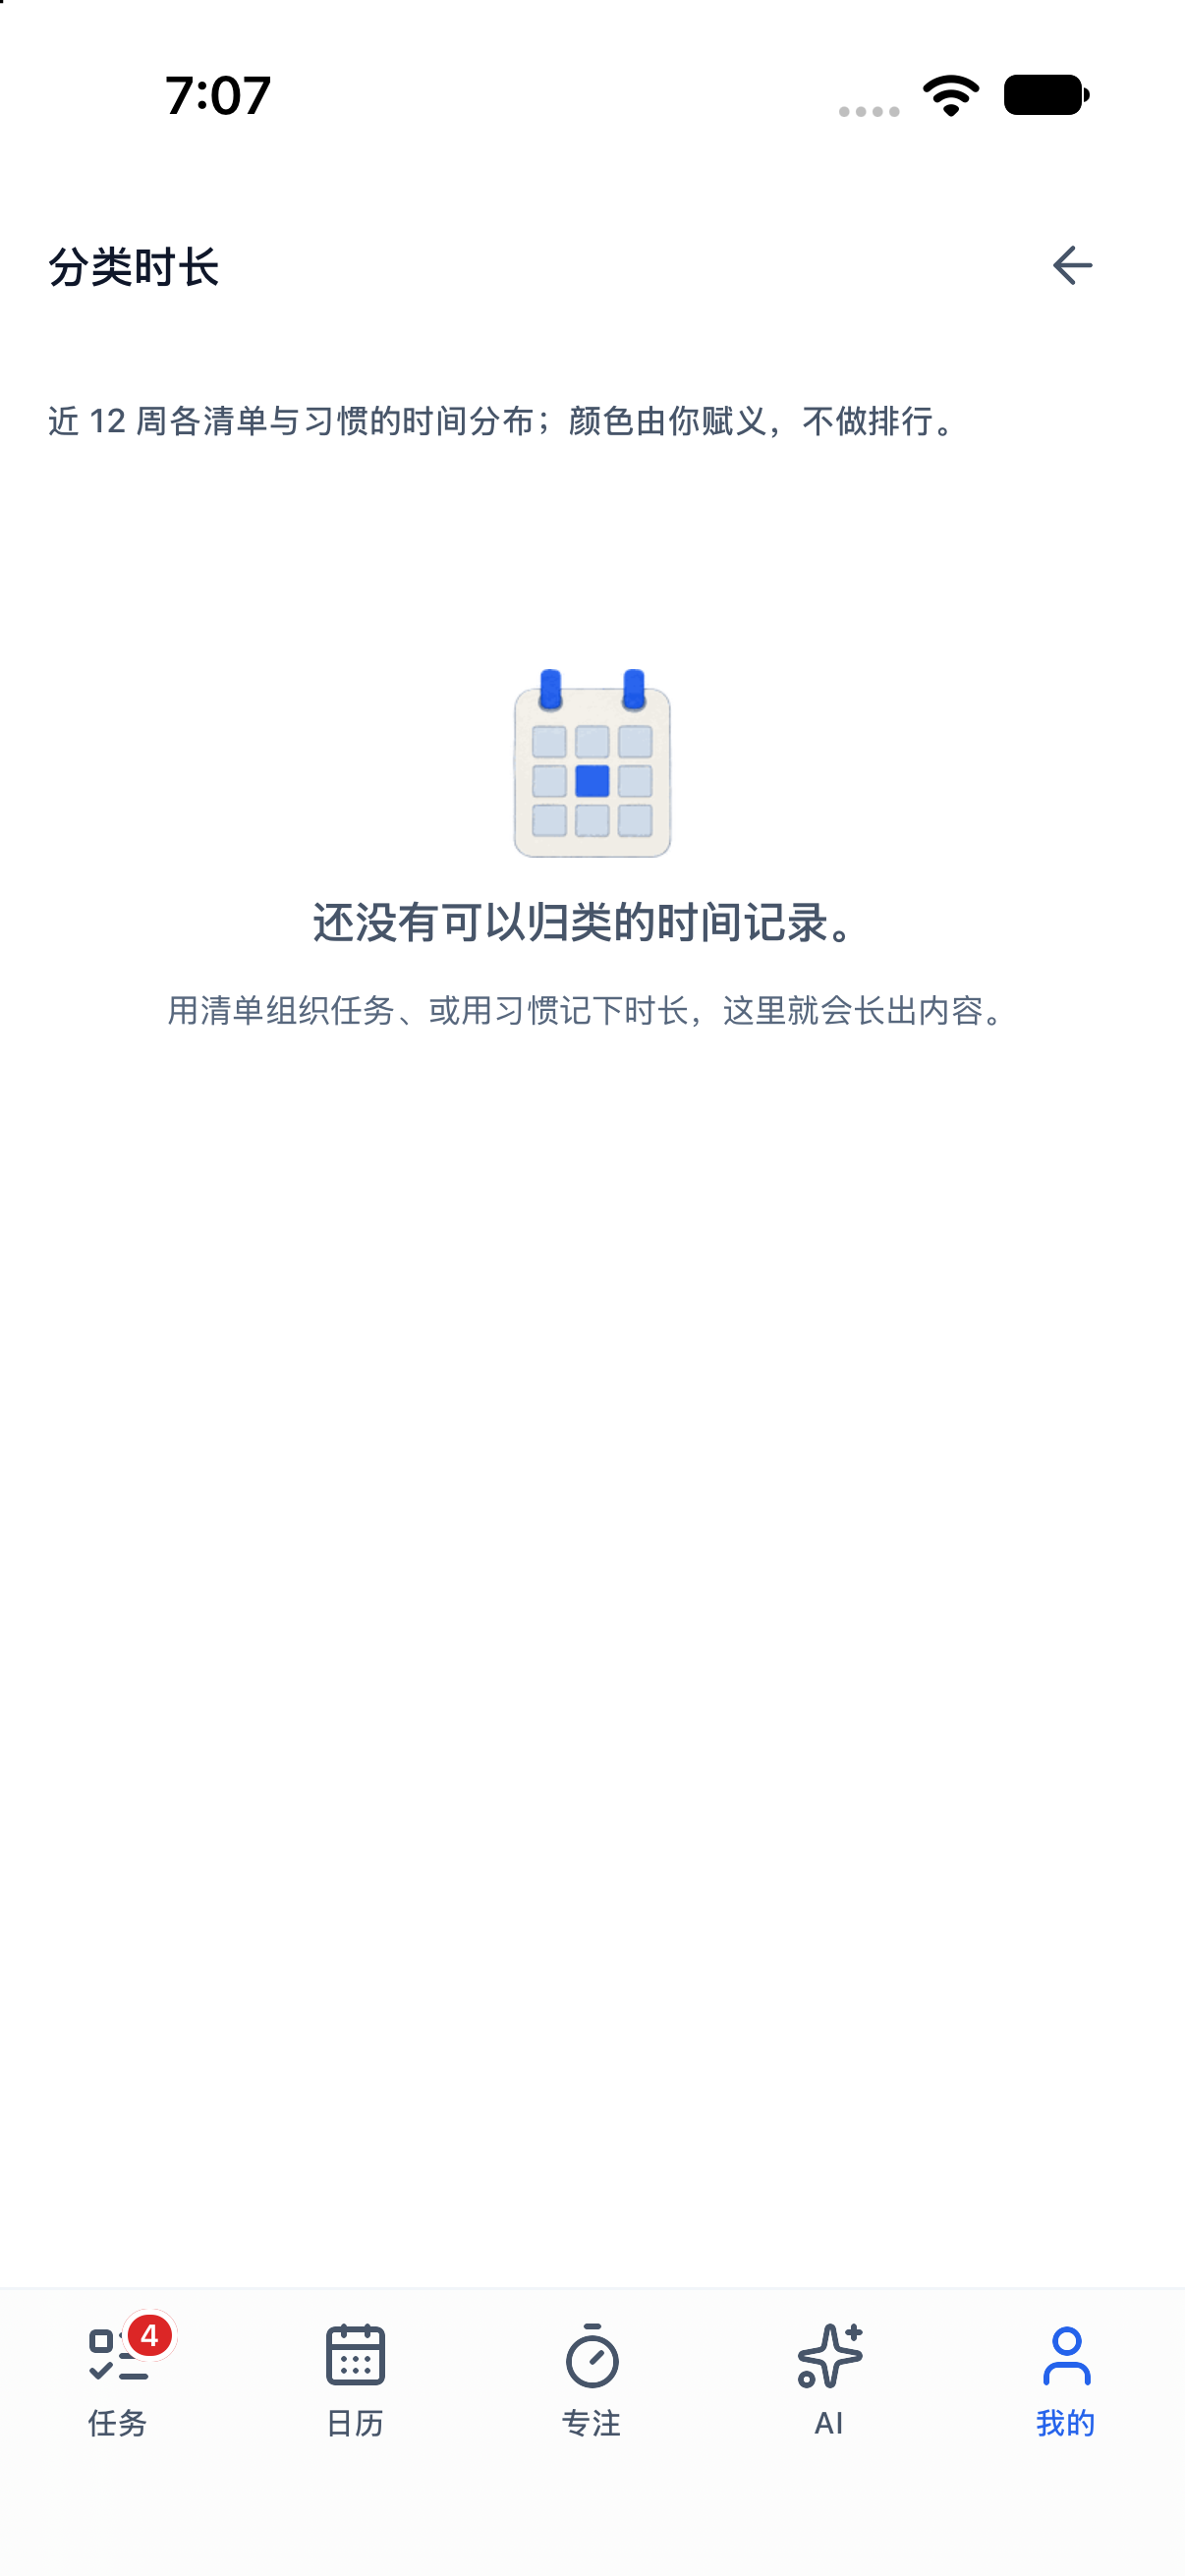 7:07
分类时长
近 12 周各清单与习惯的时间分布；颜色由你赋义，不做排行。
还没有可以归类的时间记录。
用清单组织任务、或用习惯记下时长，这里就会长出内容。
4
任务
日历
专注
AI
我的